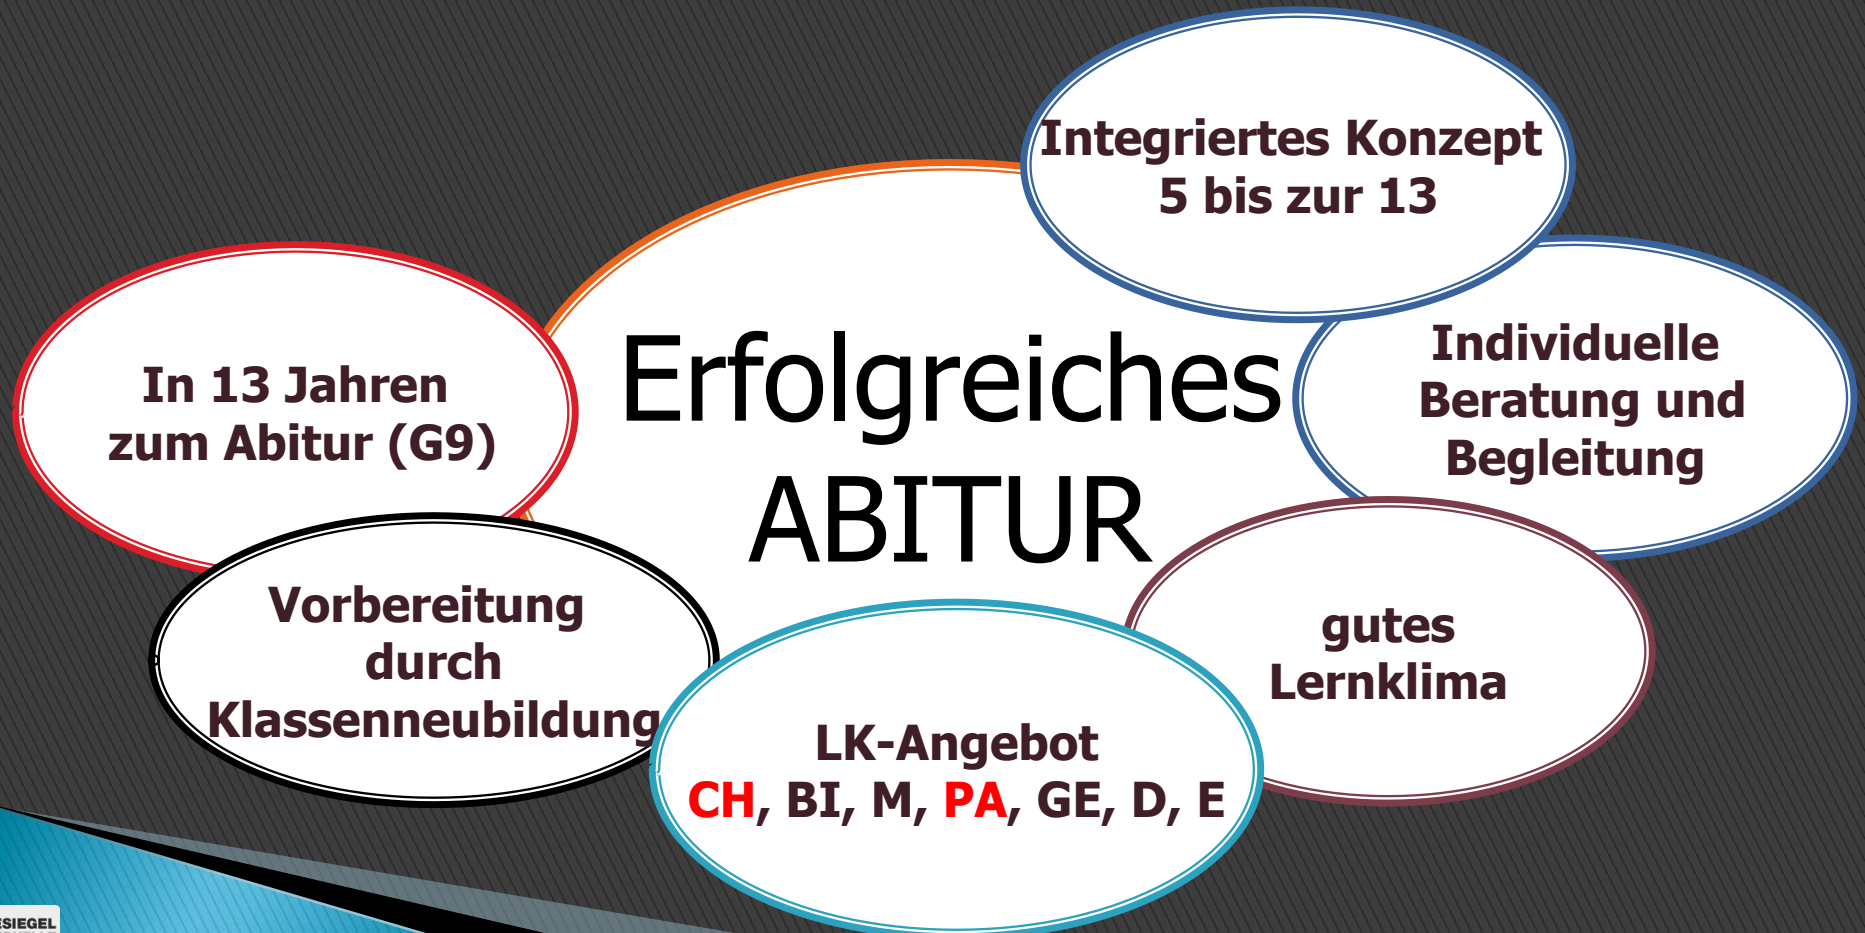 Integriertes Konzept
5 bis zur 13
In 13 Jahren
zum Abitur (G9)
Erfolgreiches
ABITUR
Individuelle
Beratung und
Begleitung
Vorbereitung
durch
Klassenneubildung
gutes
Lernklima
LK-Angebot
CH, BI, M, PA, GE, D, E